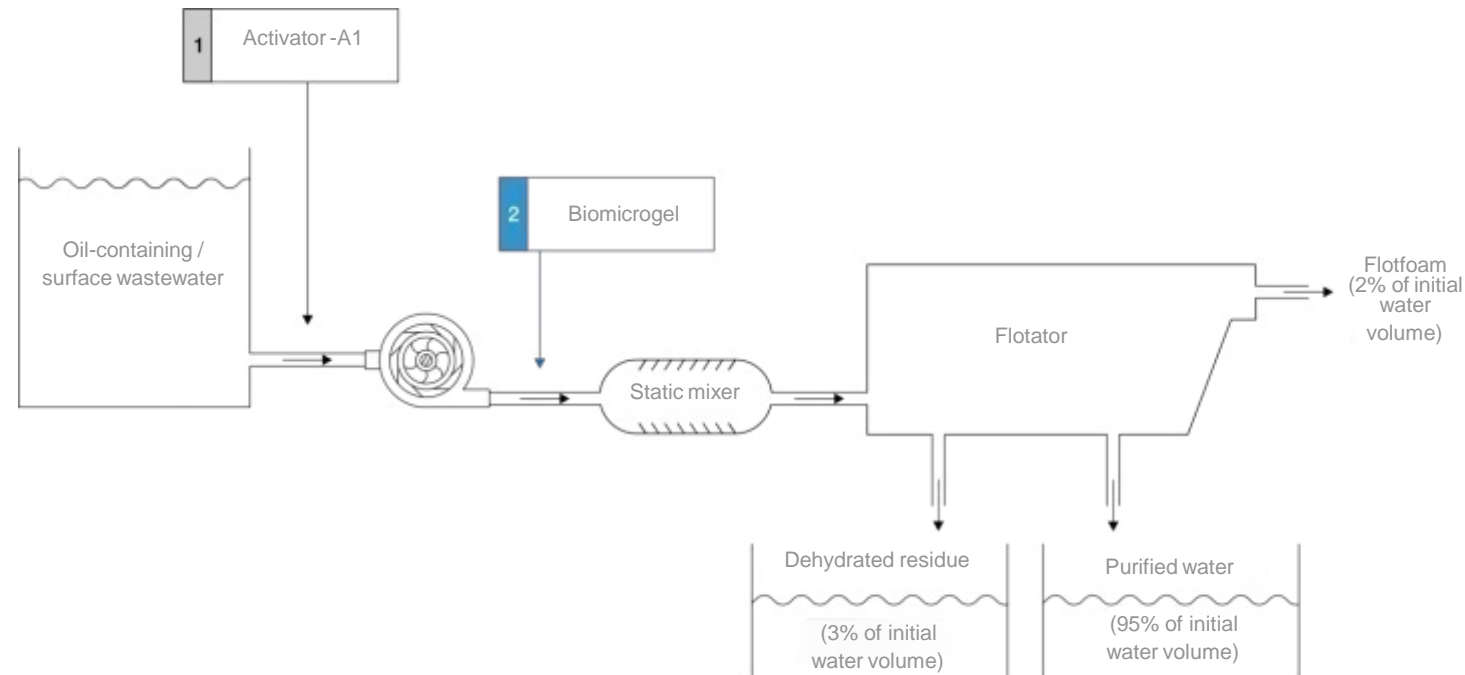 1
Activator -A1
Oil-containing /
surface wastewater
2
Biomicrogel
Static mixer
Flotator
Flotfoam
(2% of initial
water
volume)
Dehydrated residue
(3% of initial
water volume)
Purified water
(95% of initial
water volume)